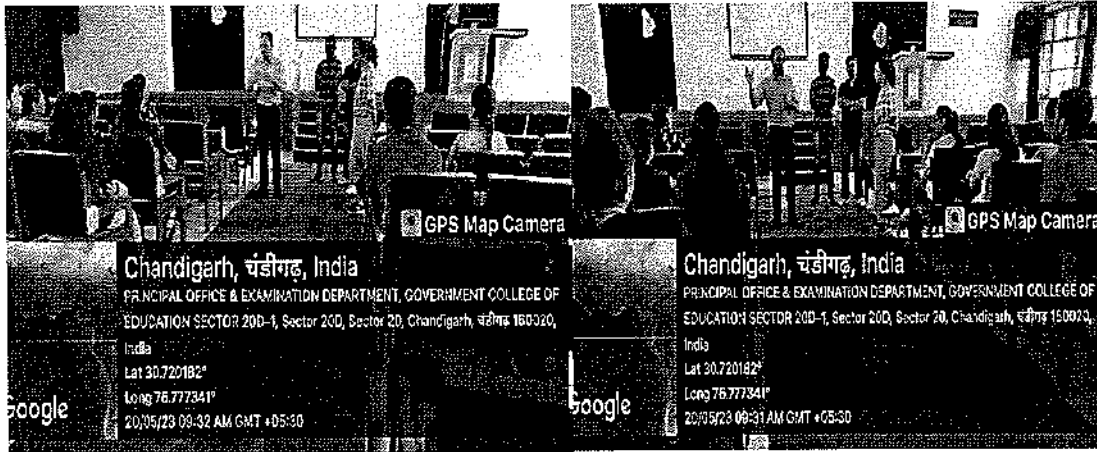 GPS Map Camera
Chandigarh, चंडीगढ़, India
PRINCIPAL OFFICE & EXAMINATION DEPARTMENT, GOVERNMENT COLLEGE OF
EDUCATION SECTOR 20D-1, Sector 20D, Sector 20, Chandigarh, चंडीगढ़ 160020,
India
Lat 30.720182°
Long 76.777341°
20/05/23 09:32 AM GMT +05:30
Google
GPS Map Camera
Chandigarh, चंडीगढ़, India
PRINCIPAL OFFICE & EXAMINATION DEPARTMENT, GOVERNMENT COLLEGE OF
EDUCATION SECTOR 20D-1, Sector 20D, Sector 20, Chandigarh, चंडीगढ़ 160020,
India
Lat 30.720182°
Long 76.777341°
20/05/23 09:31 AM GMT +05:30
Google